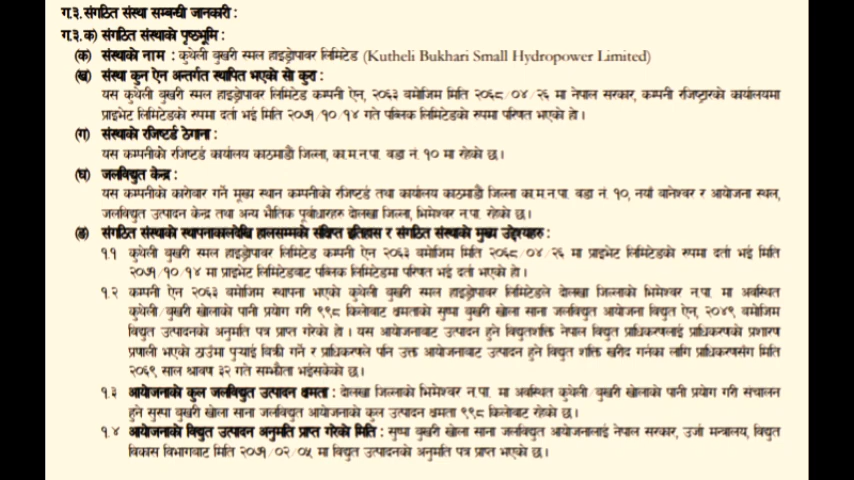 ग.३. संगठित संस्था सम्बन्धी जानकारी :
ग.३.क) संगठित संस्थाको पृष्ठभूमि :
(क) संस्थाको नाम : कुथेली बुखरी स्मल हाइड्रोपावर लिमिटेड (Kutheli Bukhari Small Hydropower Limited)
(ख) संस्था कुन ऐन अन्तर्गत स्थापित भएको सो कुरा :
यस कुथेली बुखरी स्मल हाइड्रोपावर लिमिटेड कम्पनी ऐन, २०६३ बमोजिम मिति २०६८/०४/२६ मा नेपाल सरकार, कम्पनी रजिष्ट्रारको कार्यालयमा
प्राइभेट लिमिटेडको रुपमा दर्ता भई मिति २०७१/१०/१४ गते पब्लिक लिमिटेडको रुपमा परिणत भएको हो।
(ग) संस्थाको रजिष्टर्ड ठेगाना :
यस कम्पनीको रजिष्टर्ड कार्यालय काठमाडौं जिल्ला, का.म.न.पा. वडा नं. १० मा रहेको छ।
(घ) जलविद्युत केन्द्र :
यस कम्पनीको कारोवार गर्ने मूख्य स्थान कम्पनीको रजिष्टर्ड तथा कार्यालय काठमाडौं जिल्ला का.म.न.पा. वडा नं. १०, नयाँ बानेश्वर र आयोजना स्थल,
जलविद्युत उत्पादन केन्द्र तथा अन्य भौतिक पूर्वाधारहरु दोलखा जिल्ला, भिमेश्वर न.पा. रहेको छ।
(ङ) संगठित संस्थाको स्थापनाकालदेखि हालसम्मको संक्षिप्त इतिहास र संगठित संस्थाको मुख्य उद्देश्यहरु :
१.१ कुथेली बुखरी स्मल हाइड्रोपावर लिमिटेड कम्पनी ऐन २०६३ बमोजिम मिति २०६८/०४/२६ मा प्राइभेट लिमिटेडको रुपमा दर्ता भई मिति
२०७१/१०/१४ मा प्राइभेट लिमिटेडबाट पब्लिक लिमिटेडमा परिणत भई दर्ता भएको हो।
१.२ कम्पनी ऐन २०६३ बमोजिम स्थापना भएको कुथेली बुखरी स्मल हाइड्रोपावर लिमिटेडले दोलखा जिल्लाको भिमेश्वर न.पा. मा अवस्थित
कुथेली/बुखरी खोलाको पानी प्रयोग गरी ९९८ किलोवाट क्षमताको सुष्पा बुखरी खोला साना जलविद्युत आयोजना विद्युत ऐन, २०४९ बमोजिम
विद्युत उत्पादनको अनुमति पत्र प्राप्त गरेको हो। यस आयोजनाबाट उत्पादन हुने विद्युतशक्ति नेपाल विद्युत प्राधिकरणलाई प्राधिकरणको प्रशारण
प्रणाली भएको ठाउँमा पुर्‍याई विक्री गर्ने र प्राधिकरणले पनि उक्त आयोजनाबाट उत्पादन हुने विद्युत शक्ति खरीद गर्नका लागि प्राधिकरणसंग मिति
२०६९ साल श्रावण ३२ गते सम्झौता भईसकेको छ।
१.३ आयोजनाको कुल जलविद्युत उत्पादन क्षमता : दोलखा जिल्लाको भिमेश्वर न.पा. मा अवस्थित कुथेली/बुखरी खोलाको पानी प्रयोग गरी संचालन
हुने सुस्पा बुखरी खोला साना जलविद्युत आयोजनाको कुल उत्पादन क्षमता ९९८ किलोवाट रहेको छ।
१.४ आयोजनाको विद्युत उत्पादन अनुमति प्राप्त गरेको मिति : सुष्पा बुखरी खोला साना जलविद्युत आयोजनालाई नेपाल सरकार, उर्जा मन्त्रालय, विद्युत
विकास विभागबाट मिति २०७१/०२/०५ मा विद्युत उत्पादनको अनुमति पत्र प्राप्त भएको छ।